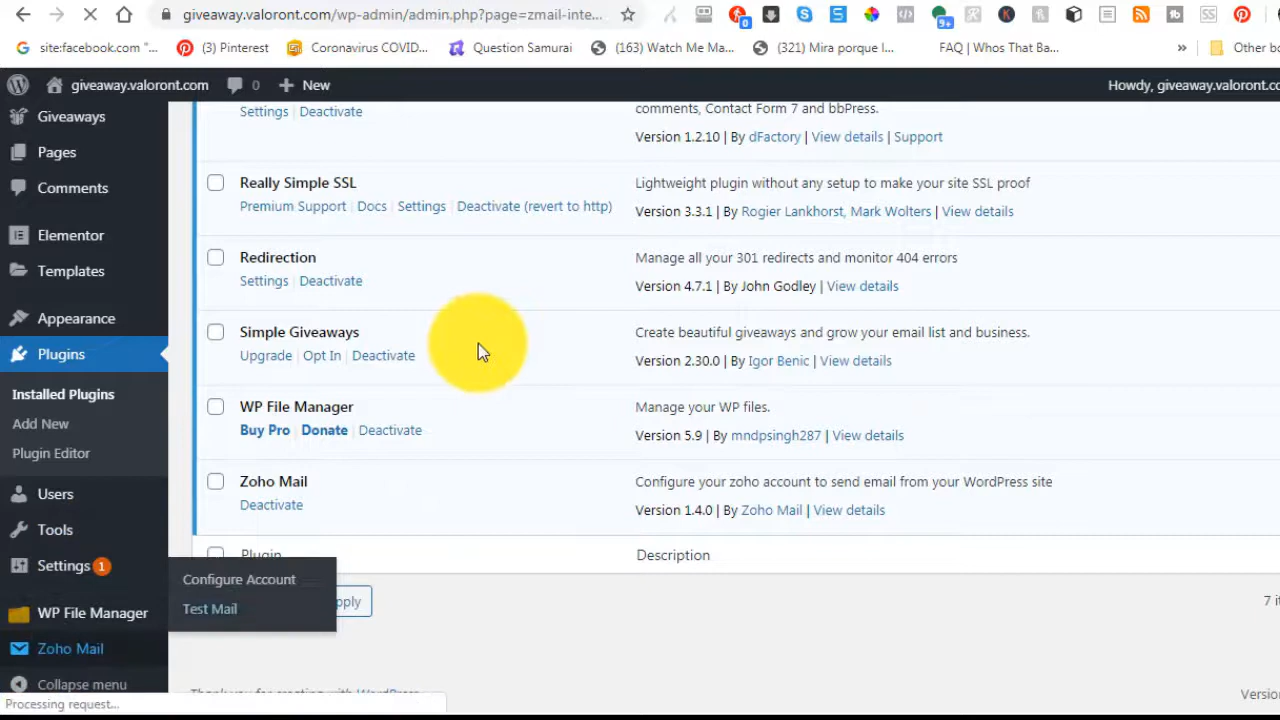 giveaway.valoront.com/wp-admin/admin.php?page=zmail-inte...
0
9+
site:facebook.com "...
(3) Pinterest
Coronavirus COVID...
Question Samurai
(163) Watch Me Ma...
(321) Mira porque l...
FAQ | Whos That Ba...
»
Other bo
giveaway.valoront.com
0
New
Howdy, giveaway.valoront.co
Giveaways
Pages
Comments
Elementor
Templates
Appearance
Plugins
Installed Plugins
Add New
Plugin Editor
Users
Tools
Settings 1
WP File Manager
Zoho Mail
Collapse menu
Configure Account
Test Mail
Settings | Deactivate
comments, Contact Form 7 and bbPress.
Version 1.2.10 | By dFactory | View details | Support
Really Simple SSL
Premium Support | Docs | Settings | Deactivate (revert to http)
Lightweight plugin without any setup to make your site SSL proof
Version 3.3.1 | By Rogier Lankhorst, Mark Wolters | View details
Redirection
Settings | Deactivate
Manage all your 301 redirects and monitor 404 errors
Version 4.7.1 | By John Godley | View details
Simple Giveaways
Upgrade | Opt In | Deactivate
Create beautiful giveaways and grow your email list and business.
Version 2.30.0 | By Igor Benic | View details
WP File Manager
Buy Pro | Donate | Deactivate
Manage your WP files.
Version 5.9 | By mndpsingh287 | View details
Zoho Mail
Deactivate
Configure your zoho account to send email from your WordPress site
Version 1.4.0 | By Zoho Mail | View details
Plugin
Description
pply
7 it
Thank you for creating with WordPress
Versio
Processing request...